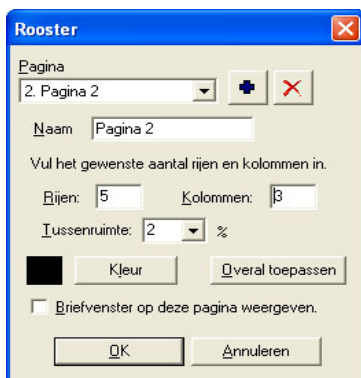 Rooster
Pagina
2. Pagina 2
Naam Pagina 2
Vul het gewenste aantal rijen en kolommen in.
Rijen: 5 Kolommen: 3
Tussenruimte: 2 %
Kleur Overal toepassen
Briefvenster op deze pagina weergeven.
OK Annuleren